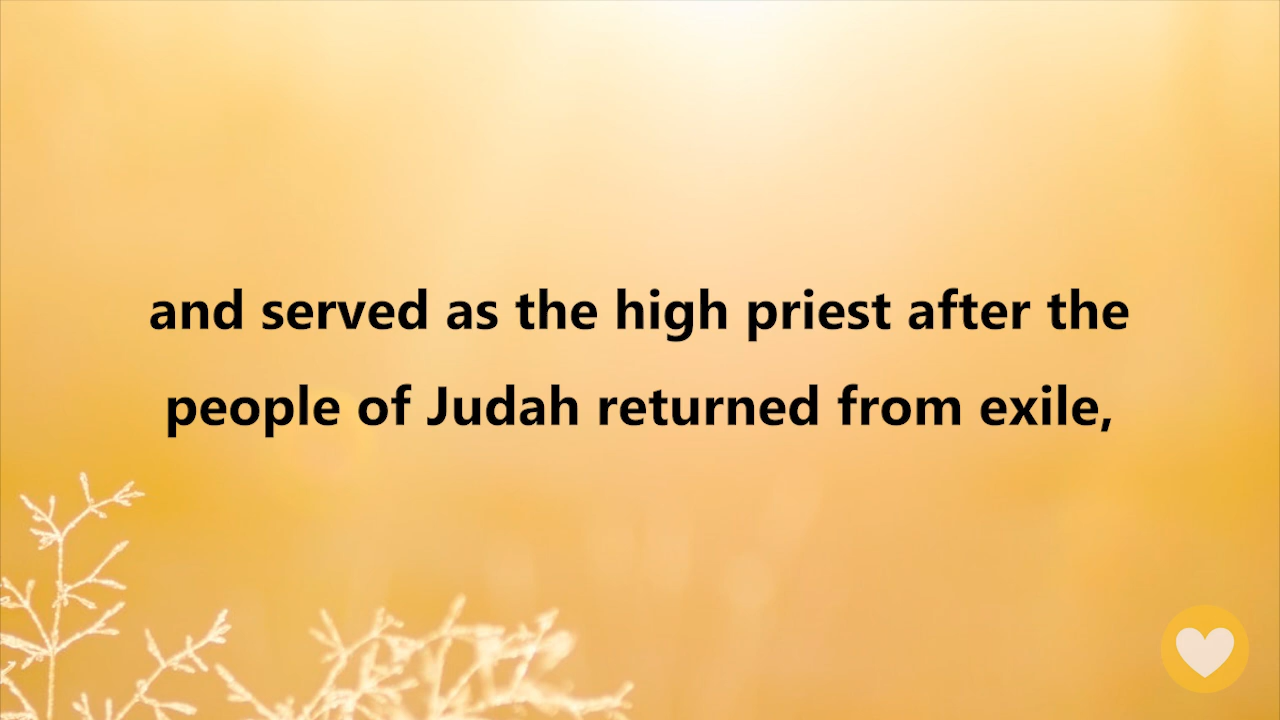 and served as the high priest after the
people of Judah returned from exile,